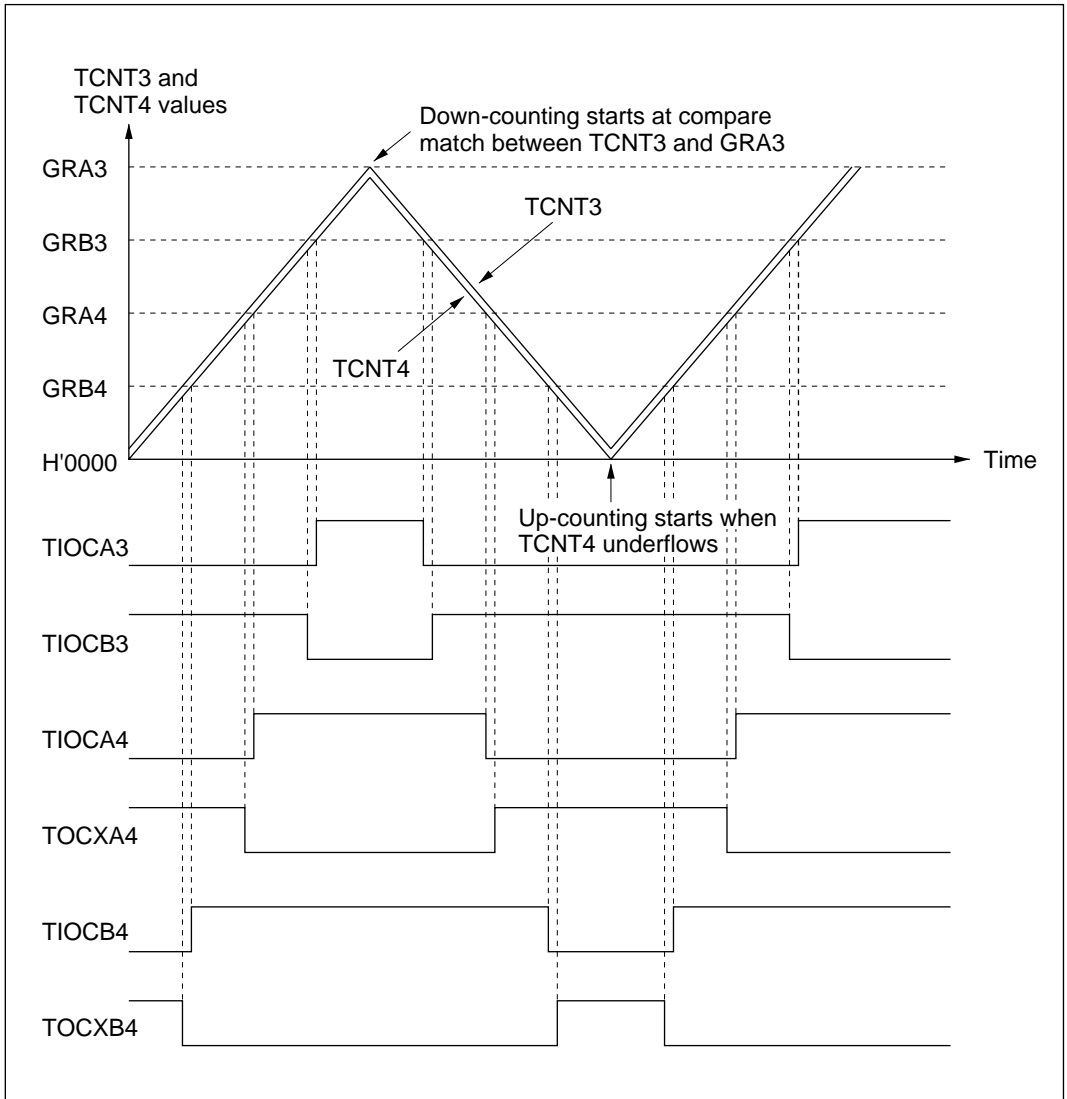 TCNT3 and
TCNT4 values
Down-counting starts at compare
match between TCNT3 and GRA3
GRA3
TCNT3
GRB3
GRA4
TCNT4
GRB4
H'0000
Time
Up-counting starts when
TCNT4 underflows
TIOCA3
TIOCB3
TIOCA4
TOCXA4
TIOCB4
TOCXB4